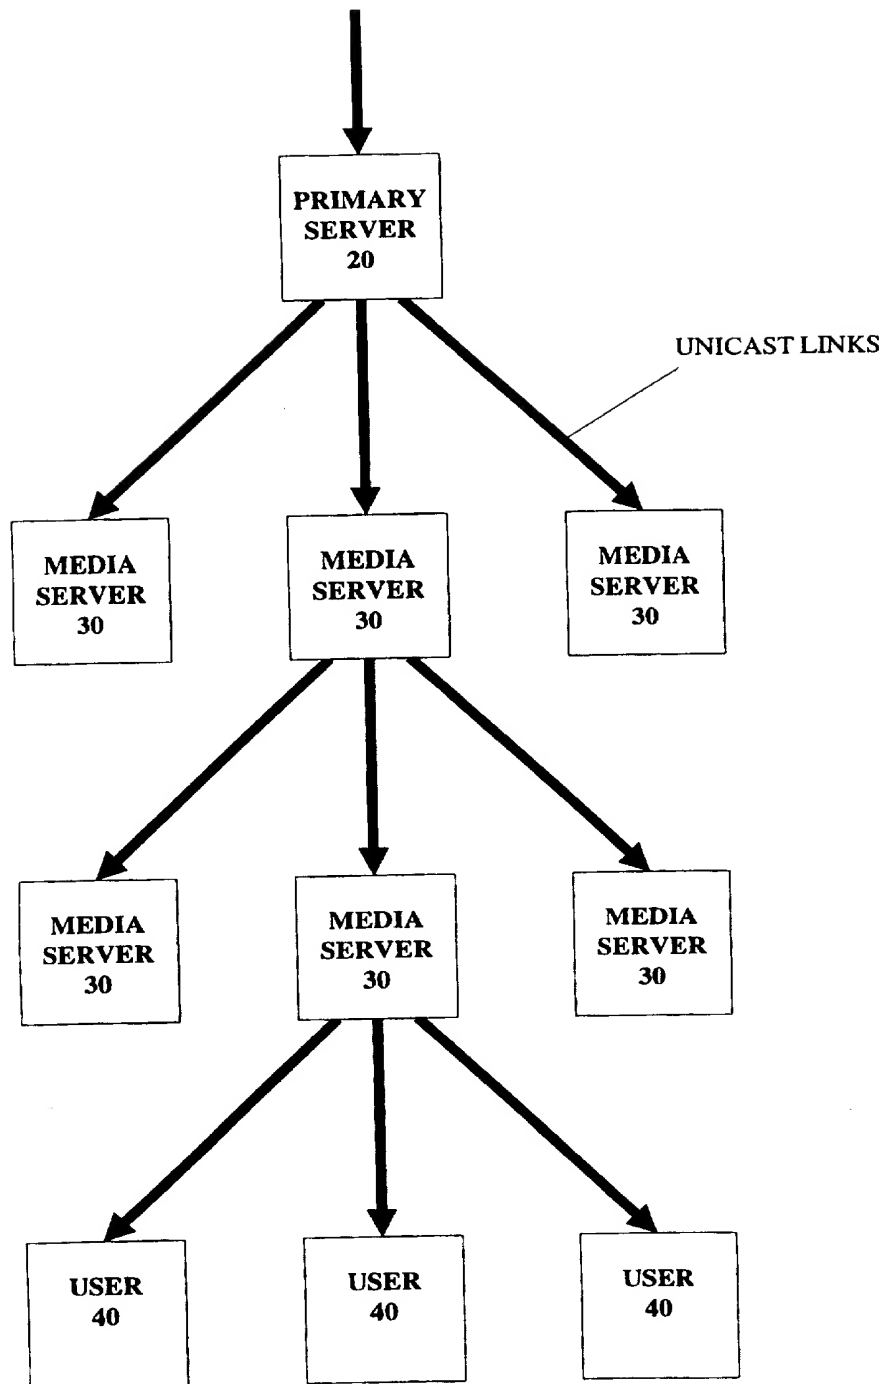 PRIMARY
SERVER
20
UNICAST LINKS
MEDIA
SERVER
30
MEDIA
SERVER
30
MEDIA
SERVER
30
MEDIA
SERVER
30
MEDIA
SERVER
30
MEDIA
SERVER
30
USER
40
USER
40
USER
40